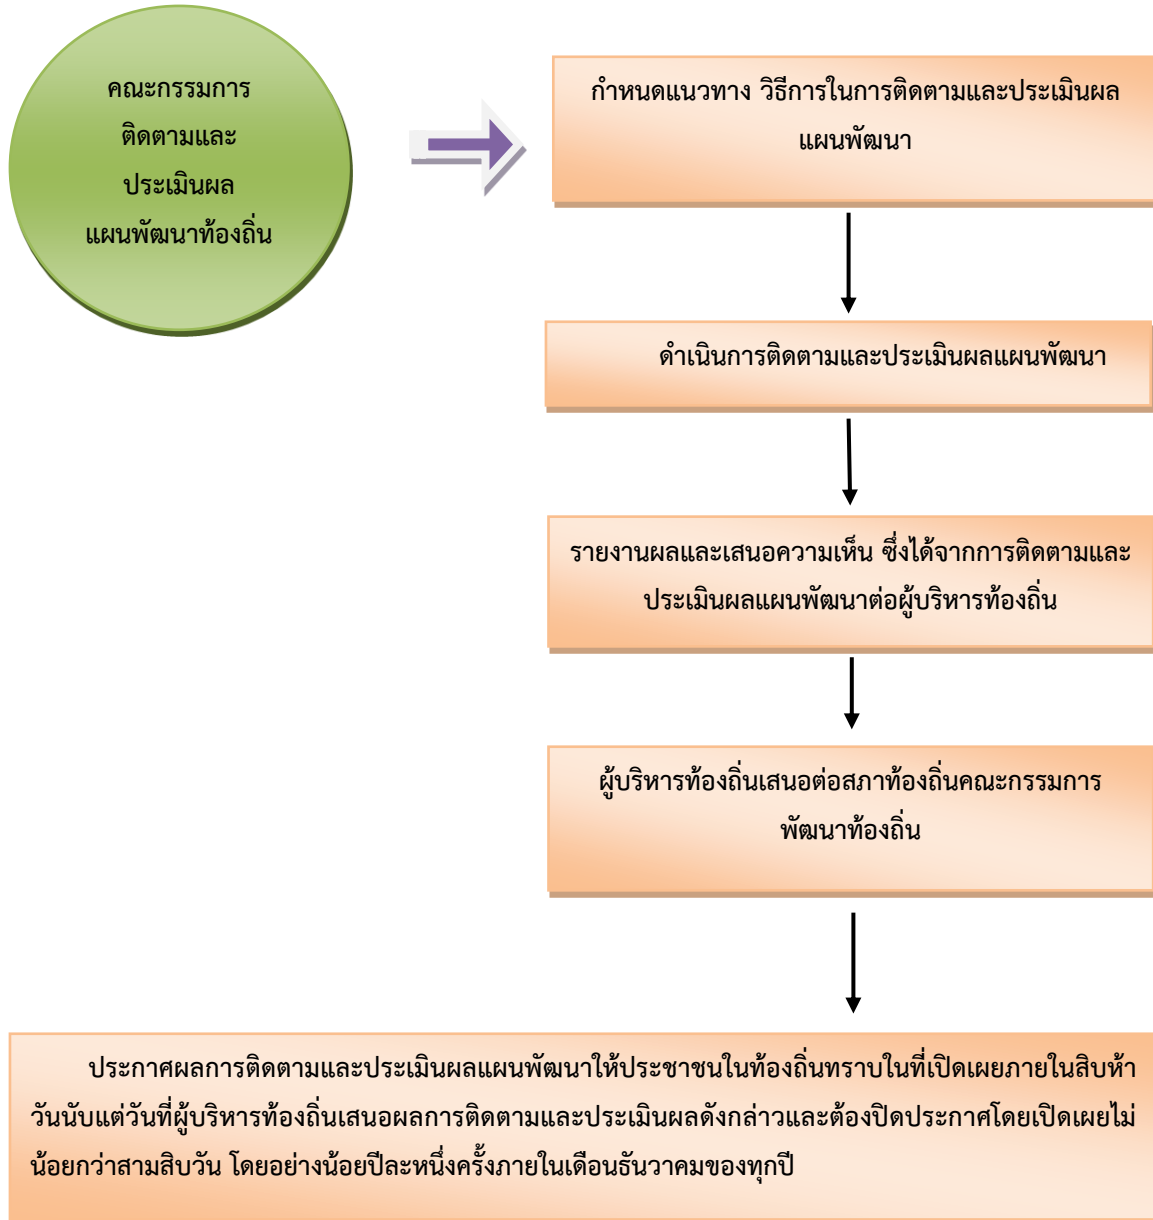 คณะกรรมการ
ติดตามและ
ประเมินผล
แผนพัฒนาท้องถิ่น
กำหนดแนวทาง วิธีการในการติดตามและประเมินผล
แผนพัฒนา
ดำเนินการติดตามและประเมินผลแผนพัฒนา
รายงานผลและเสนอความเห็น ซึ่งได้จากการติดตามและ
ประเมินผลแผนพัฒนาต่อผู้บริหารท้องถิ่น
ผู้บริหารท้องถิ่นเสนอต่อสภาท้องถิ่นคณะกรรมการ
พัฒนาท้องถิ่น
ประกาศผลการติดตามและประเมินผลแผนพัฒนาให้ประชาชนในท้องถิ่นทราบในที่เปิดเผยภายในสิบห้า
วันนับแต่วันที่ผู้บริหารท้องถิ่นเสนอผลการติดตามและประเมินผลดังกล่าวและต้องปิดประกาศโดยเปิดเผยไม่
น้อยกว่าสามสิบวัน โดยอย่างน้อยปีละหนึ่งครั้งภายในเดือนธันวาคมของทุกปี